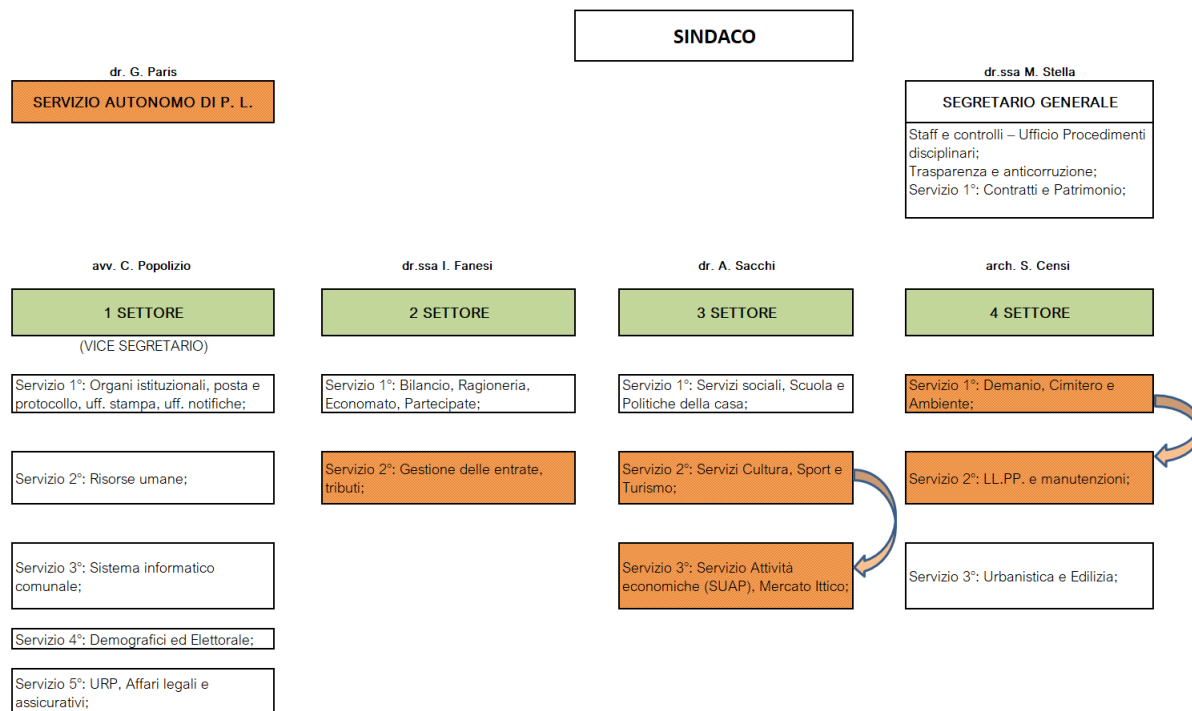 SINDACO
dr. G. Paris
SERVIZIO AUTONOMO DI P. L.
dr.ssa M. Stella
SEGRETARIO GENERALE
Staff e controlli – Ufficio Procedimenti
disciplinari;
Trasparenza e anticorruzione;
Servizio 1°: Contratti e Patrimonio;
avv. C. Popolizio
1 SETTORE
(VICE SEGRETARIO)
Servizio 1°: Organi istituzionali, posta e
protocollo, uff. stampa, uff. notifiche;
Servizio 2°: Risorse umane;
Servizio 3°: Sistema informatico
comunale;
Servizio 4°: Demografici ed Elettorale;
Servizio 5°: URP, Affari legali e
assicurativi;
dr.ssa I. Fanesi
2 SETTORE
Servizio 1°: Bilancio, Ragioneria,
Economato, Partecipate;
Servizio 2°: Gestione delle entrate,
tributi;
dr. A. Sacchi
3 SETTORE
Servizio 1°: Servizi sociali, Scuola e
Politiche della casa;
Servizio 2°: Servizi Cultura, Sport e
Turismo;
Servizio 3°: Servizio Attività
economiche (SUAP), Mercato Ittico;
arch. S. Censi
4 SETTORE
Servizio 1°: Demanio, Cimitero e
Ambiente;
Servizio 2°: LL.PP. e manutenzioni;
Servizio 3°: Urbanistica e Edilizia;